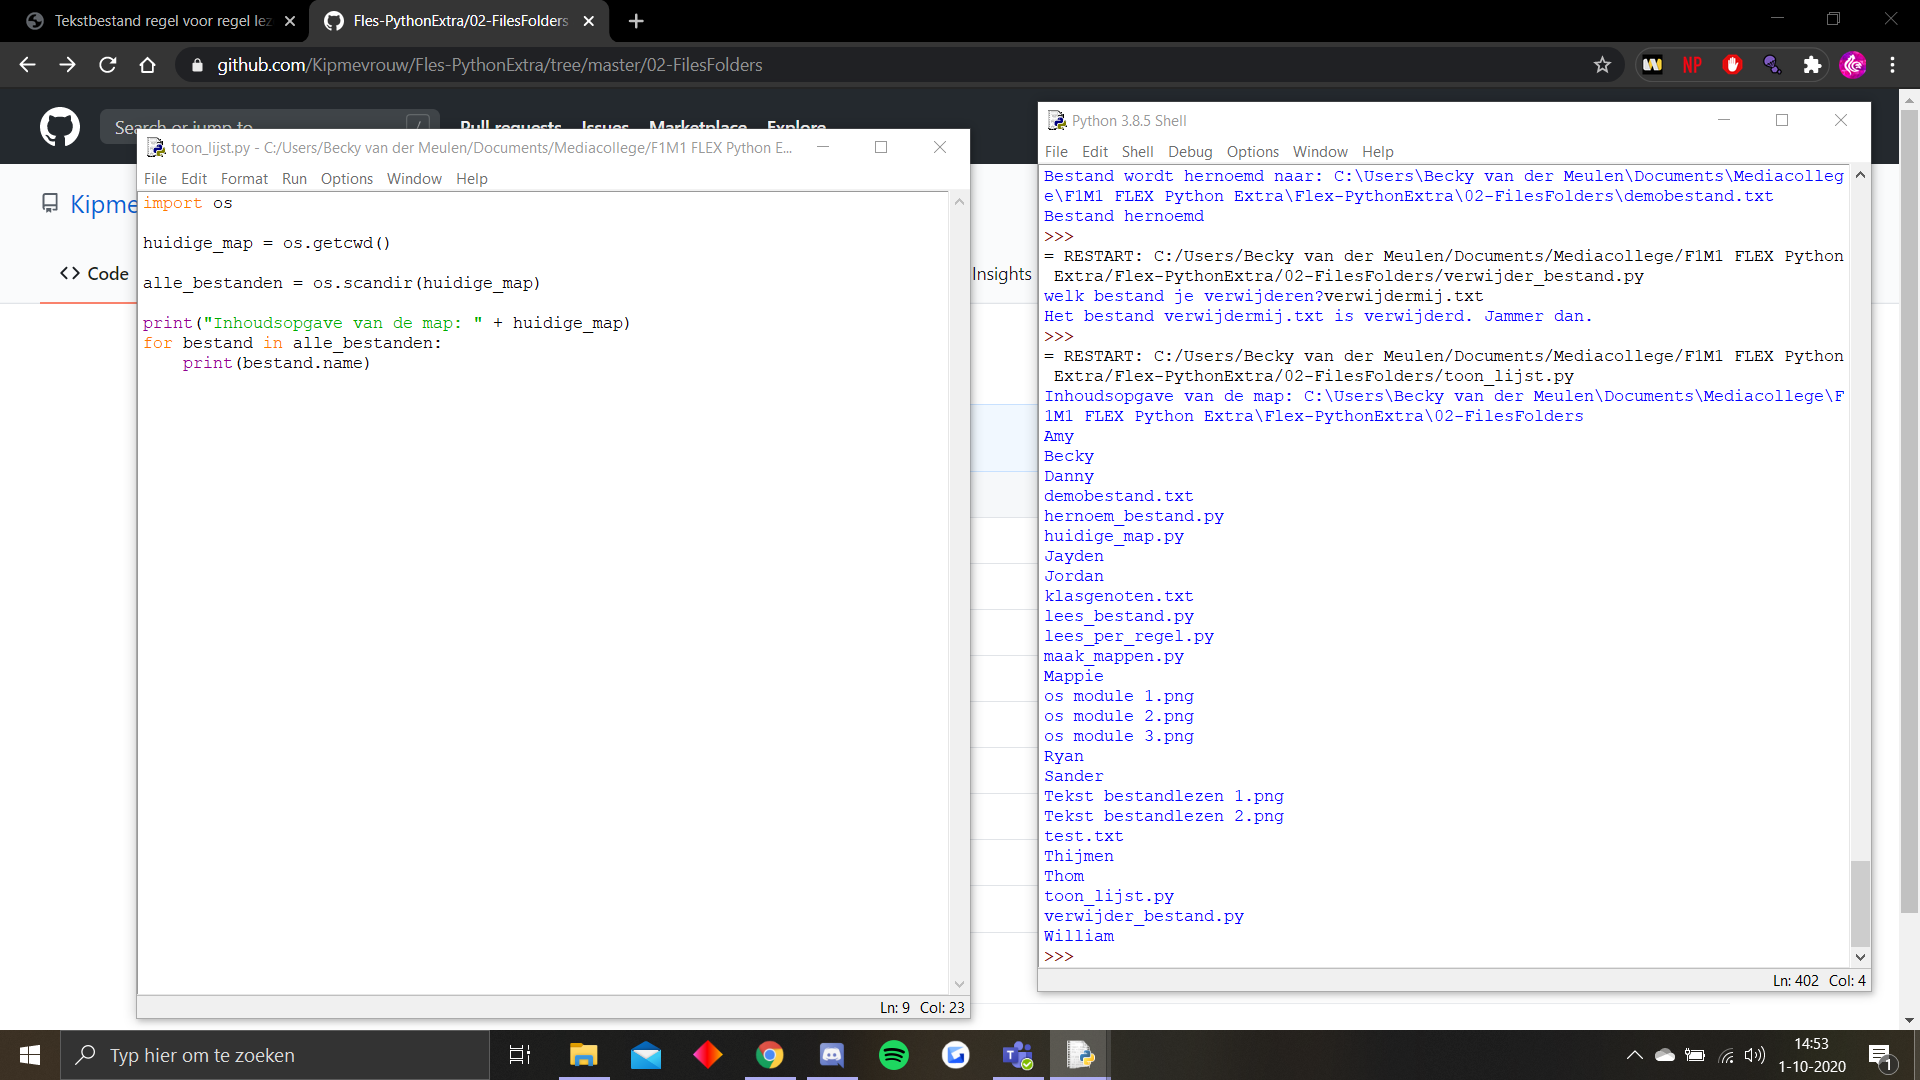 Tekstbestand regel voor regel lez
Fles-PythonExtra/02-FilesFolders
github.com/Kipmevrouw/Fles-PythonExtra/tree/master/02-FilesFolders
NP
Search or jump to
/
Pull requests Issues Marketplace Explore
Kipme
<> Code
Insights
toon_lijst.py - C:/Users/Becky van der Meulen/Documents/Mediacollege/F1M1 FLEX Python E...
File Edit Format Run Options Window Help
import os
huidige_map = os.getcwd()
alle_bestanden = os.scandir(huidige_map)
print("Inhoudsopgave van de map: " + huidige_map)
for bestand in alle_bestanden:
    print(bestand.name)
Ln: 9 Col: 23
Python 3.8.5 Shell
File Edit Shell Debug Options Window Help
Bestand wordt hernoemd naar: C:\Users\Becky van der Meulen\Documents\Mediacolleg
e\F1M1 FLEX Python Extra\Flex-PythonExtra\02-FilesFolders\demobestand.txt
Bestand hernoemd
>>>
= RESTART: C:/Users/Becky van der Meulen/Documents/Mediacollege/F1M1 FLEX Python
 Extra/Flex-PythonExtra/02-FilesFolders/verwijder_bestand.py
welk bestand je verwijderen?verwijdermij.txt
Het bestand verwijdermij.txt is verwijderd. Jammer dan.
>>>
= RESTART: C:/Users/Becky van der Meulen/Documents/Mediacollege/F1M1 FLEX Python
 Extra/Flex-PythonExtra/02-FilesFolders/toon_lijst.py
Inhoudsopgave van de map: C:\Users\Becky van der Meulen\Documents\Mediacollege\F
1M1 FLEX Python Extra\Flex-PythonExtra\02-FilesFolders
Amy
Becky
Danny
demobestand.txt
hernoem_bestand.py
huidige_map.py
Jayden
Jordan
klasgenoten.txt
lees_bestand.py
lees_per_regel.py
maak_mappen.py
Mappie
os module 1.png
os module 2.png
os module 3.png
Ryan
Sander
Tekst bestandlezen 1.png
Tekst bestandlezen 2.png
test.txt
Thijmen
Thom
toon_lijst.py
verwijder_bestand.py
William
>>>
Ln: 402 Col: 4
Typ hier om te zoeken
14:53
1-10-2020
1